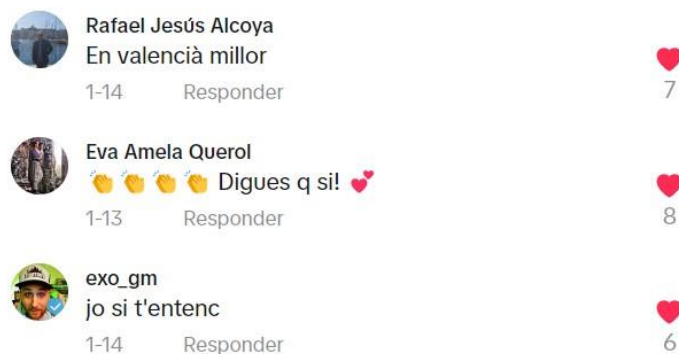 Rafael Jesús Alcoya
En valencià millor
1-14 Responder
7
Eva Amela Querol
👏👏👏👏 Digues q si! 💕
1-13 Responder
8
exo_gm
jo si t'entenc
1-14 Responder
6